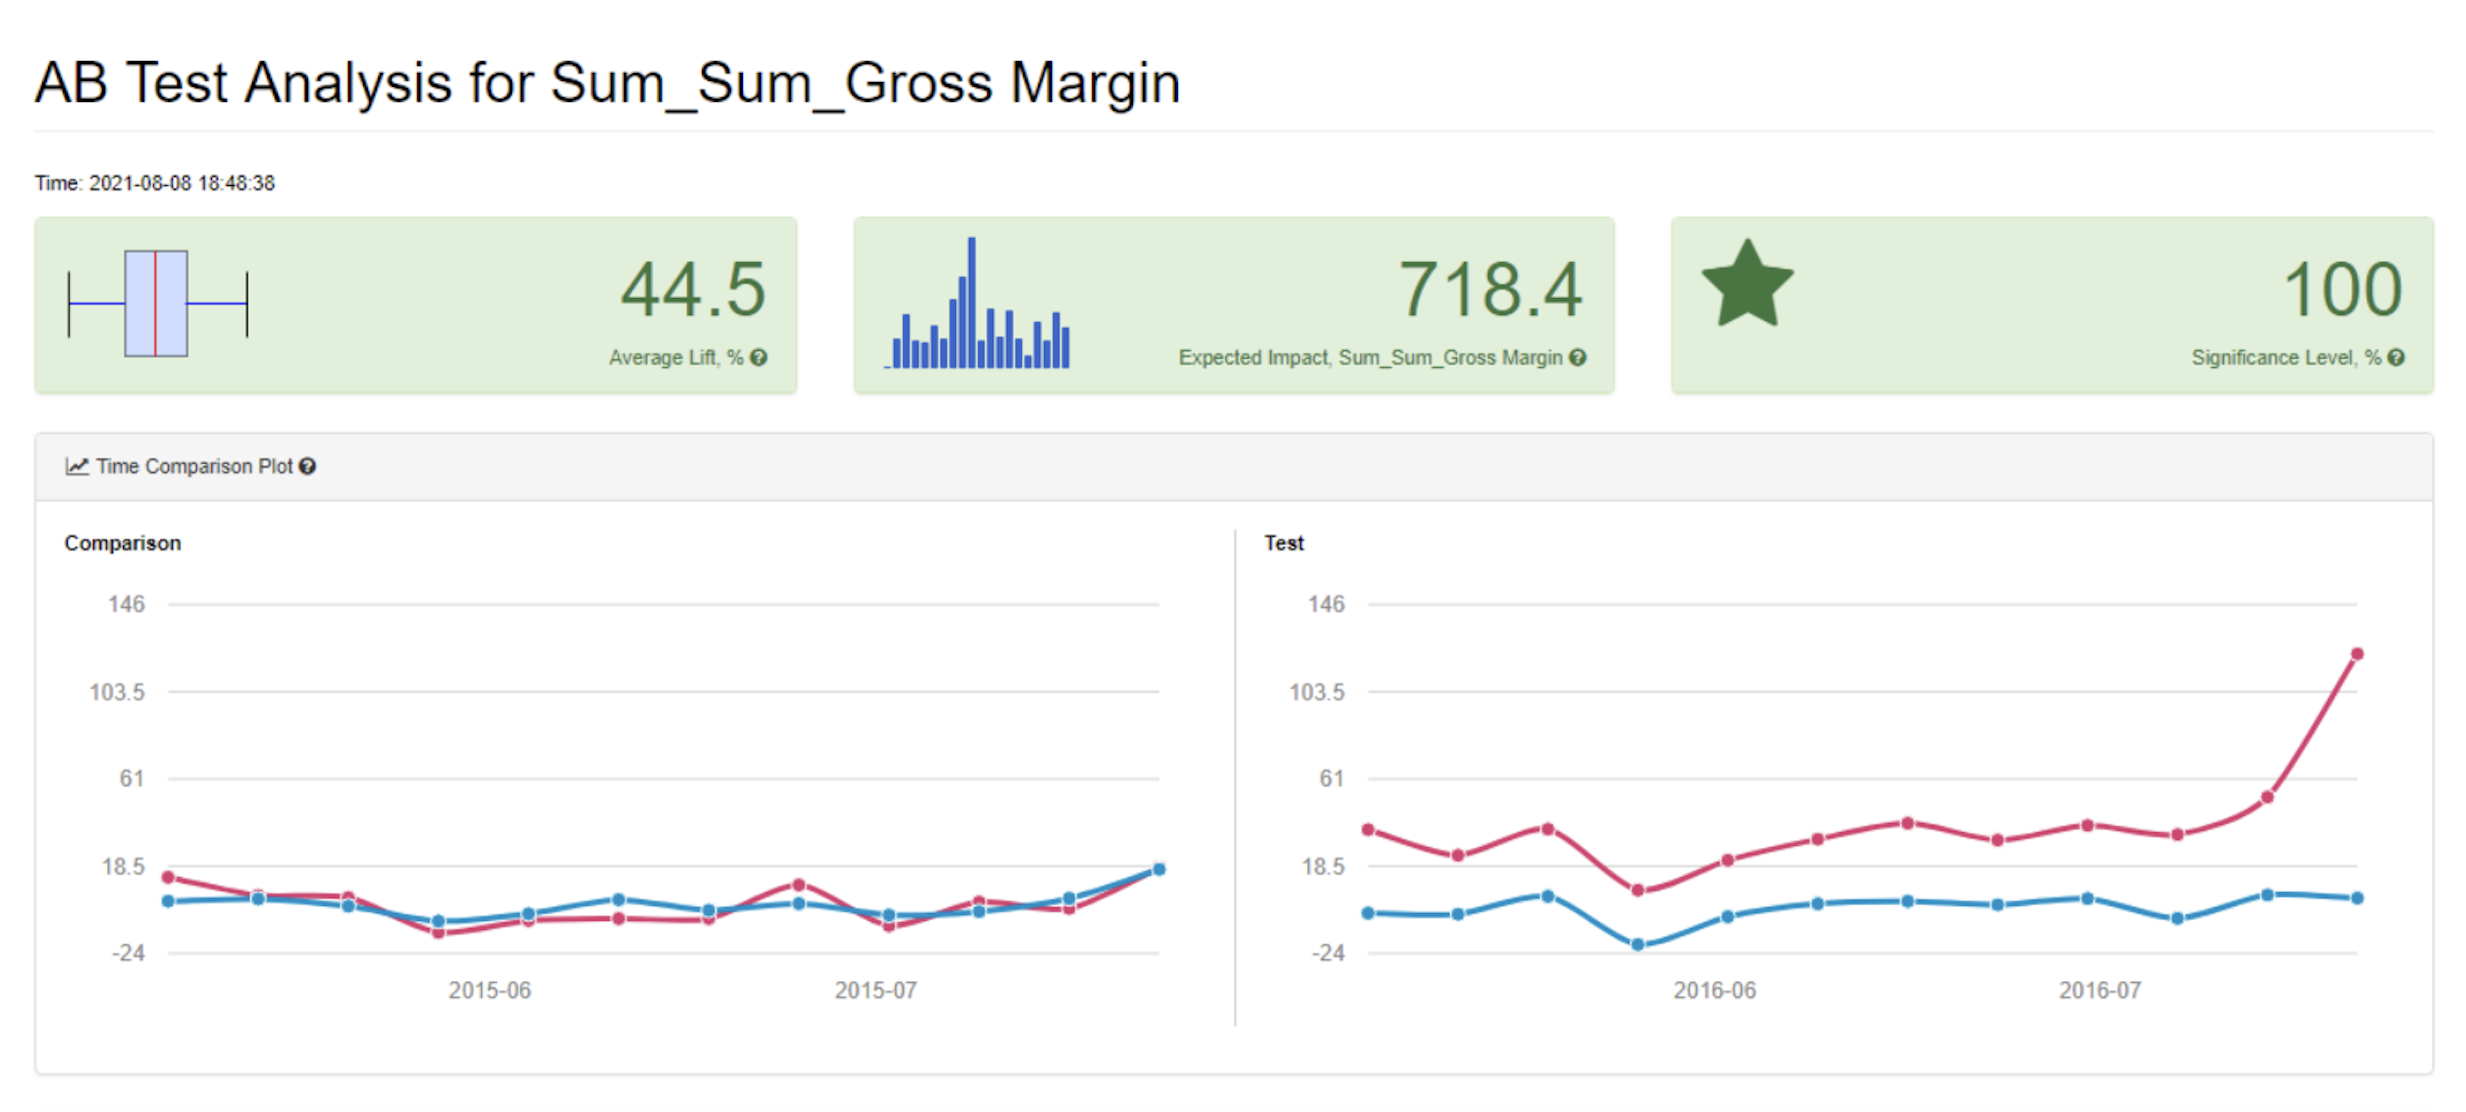 AB Test Analysis for Sum_Sum_Gross Margin
Time: 2021-08-08 18:48:38
44.5
Average Lift, %
718.4
Expected Impact, Sum_Sum_Gross Margin
100
Significance Level, %
Time Comparison Plot
Comparison
146
103.5
61
18.5
-24
2015-06
2015-07
Test
146
103.5
61
18.5
-24
2016-06
2016-07